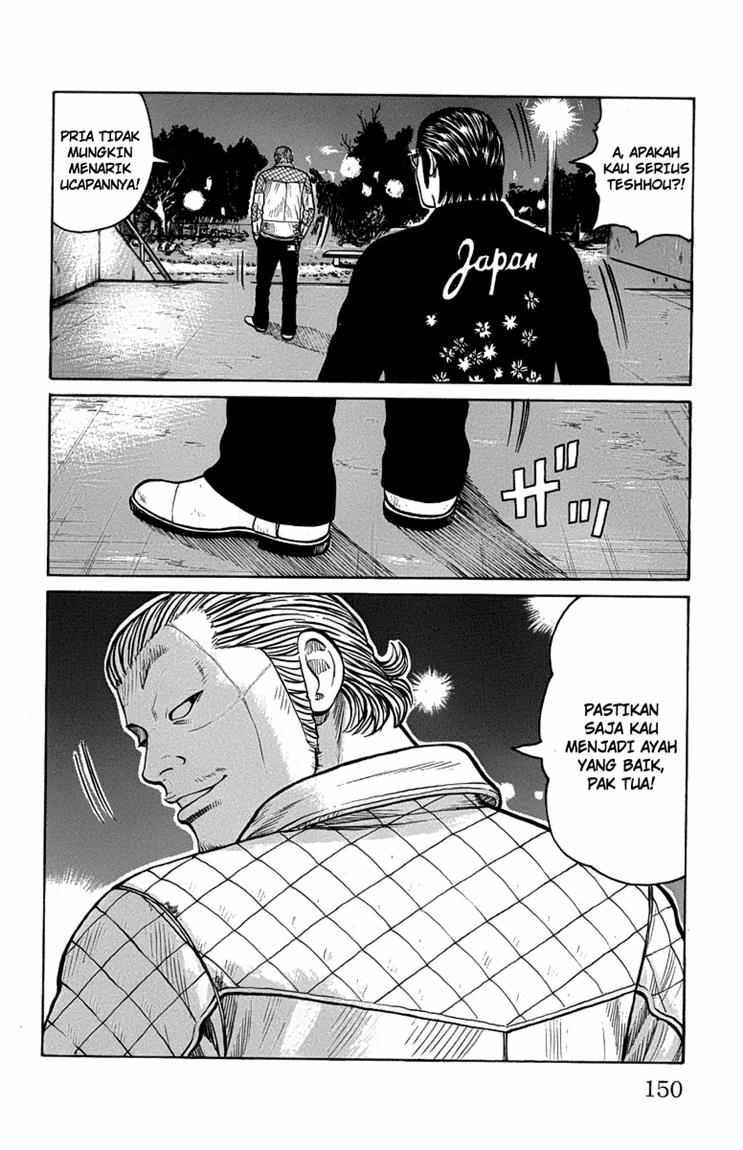 A, APAKAH
KAU SERIUS
TESHHOU?!
PRIA TIDAK
MUNGKIN
MENARIK
UCAPANNYA!
Japan
ザッ
PASTIKAN
SAJA KAU
MENJADI AYAH
YANG BAIK,
PAK TUA!
150